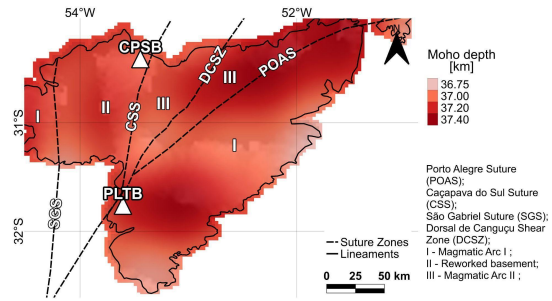 54°W
52°W
CPSB
DCSZ
POAS
III
I
II
III
CSS
31°S
I
PLTB
SGS
32°S
Suture Zones
Lineaments
0 25 50 km
Moho depth
[km]
36.75
37.00
37.20
37.40
Porto Alegre Suture
(POAS);
Caçapava do Sul Suture
(CSS);
São Gabriel Suture (SGS);
Dorsal de Canguçu Shear
Zone (DCSZ);
I - Magmatic Arc I ;
II - Reworked basement;
III - Magmatic Arc II ;